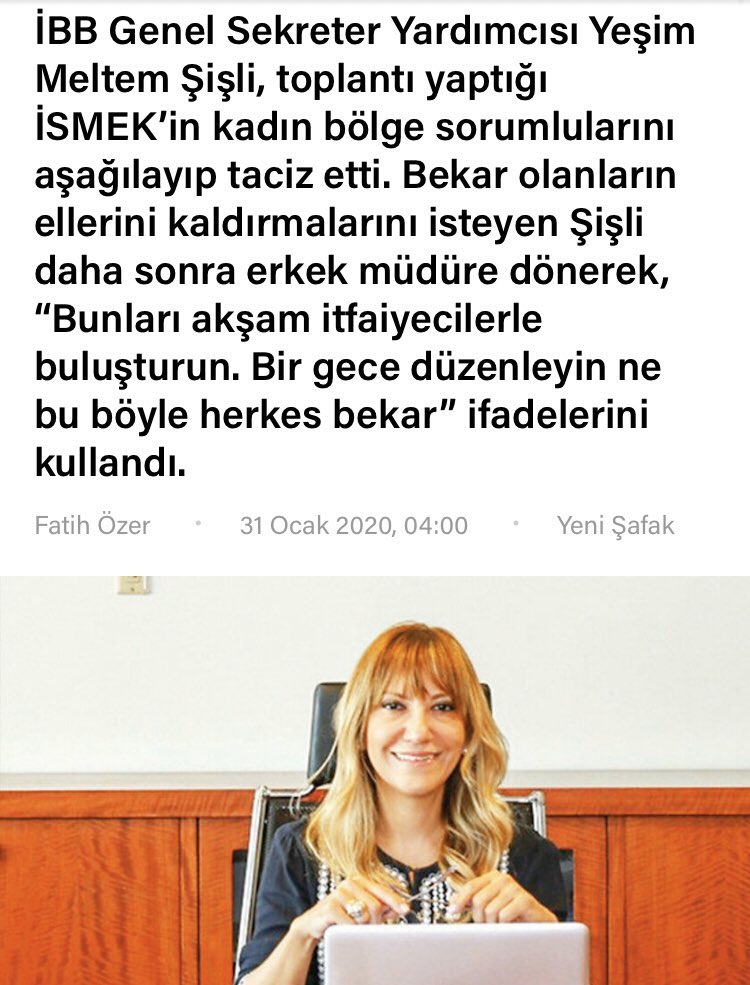 İBB Genel Sekreter Yardımcısı Yeşim
Meltem Şişli, toplantı yaptığı
İSMEK’in kadın bölge sorumlularını
aşağılayıp taciz etti. Bekar olanların
ellerini kaldırmalarını isteyen Şişli
daha sonra erkek müdüre dönerek,
“Bunları akşam itfaiyecilerle
buluşturun. Bir gece düzenleyin ne
bu böyle herkes bekar” ifadelerini
kullandı.
Fatih Özer • 31 Ocak 2020, 04:00 • Yeni Şafak